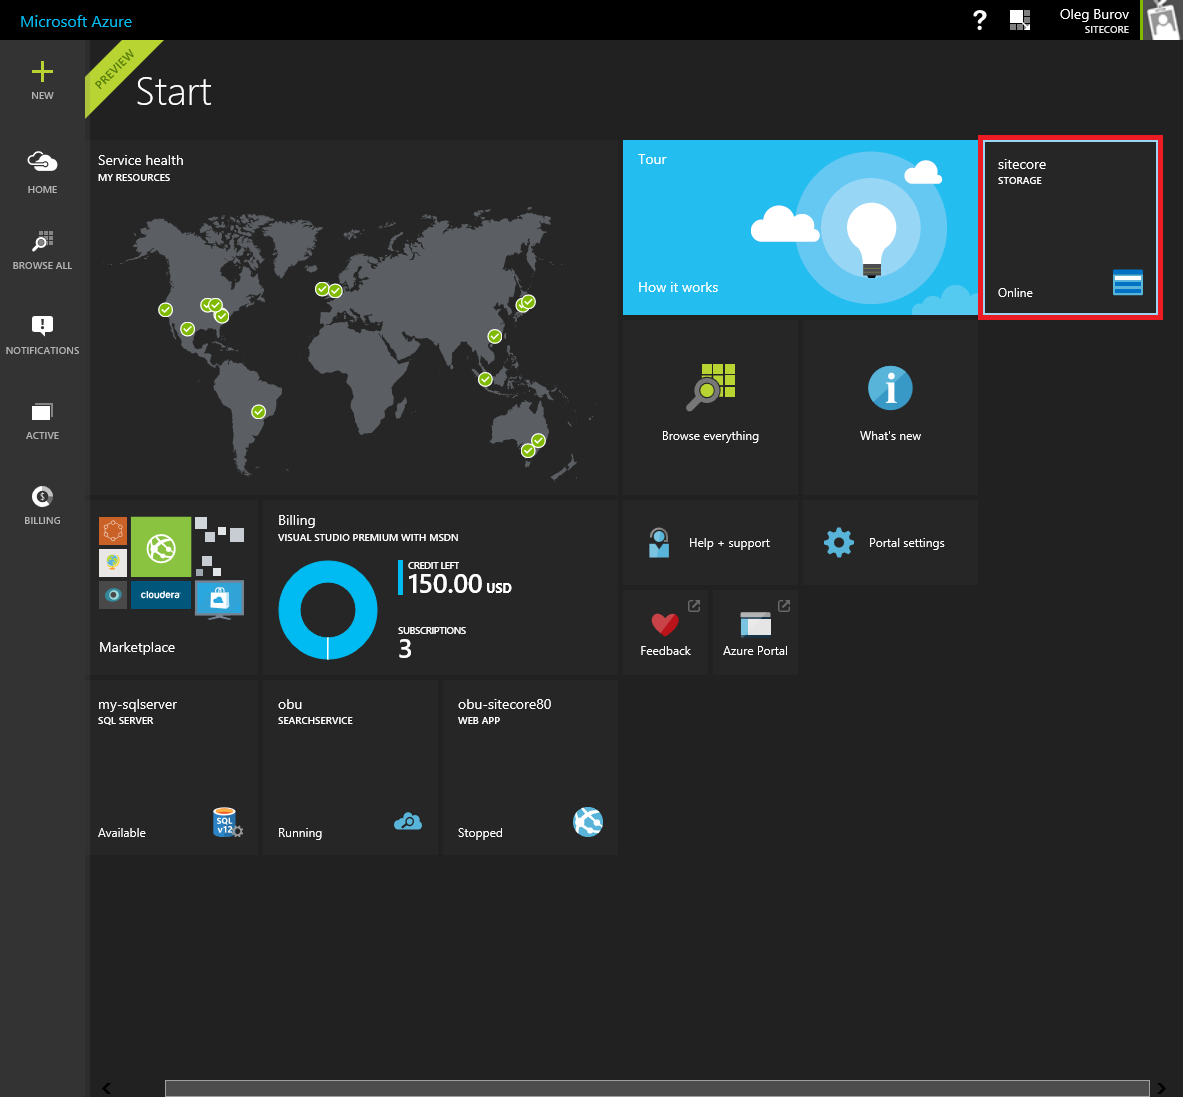 Microsoft Azure
?
Oleg Burov
SITECORE
NEW
HOME
BROWSE ALL
NOTIFICATIONS
ACTIVE
BILLING
PREVIEW
Start
Service health
MY RESOURCES
Tour
How it works
sitecore
STORAGE
Online
Browse everything
What's new
cloudera
Marketplace
Billing
VISUAL STUDIO PREMIUM WITH MSDN
CREDIT LEFT
150.00 USD
SUBSCRIPTIONS
3
Help + support
Portal settings
Feedback
Azure Portal
my-sqlserver
SQL SERVER
SQL
v12
Available
obu
SEARCHSERVICE
Running
obu-sitecore80
WEB APP
Stopped